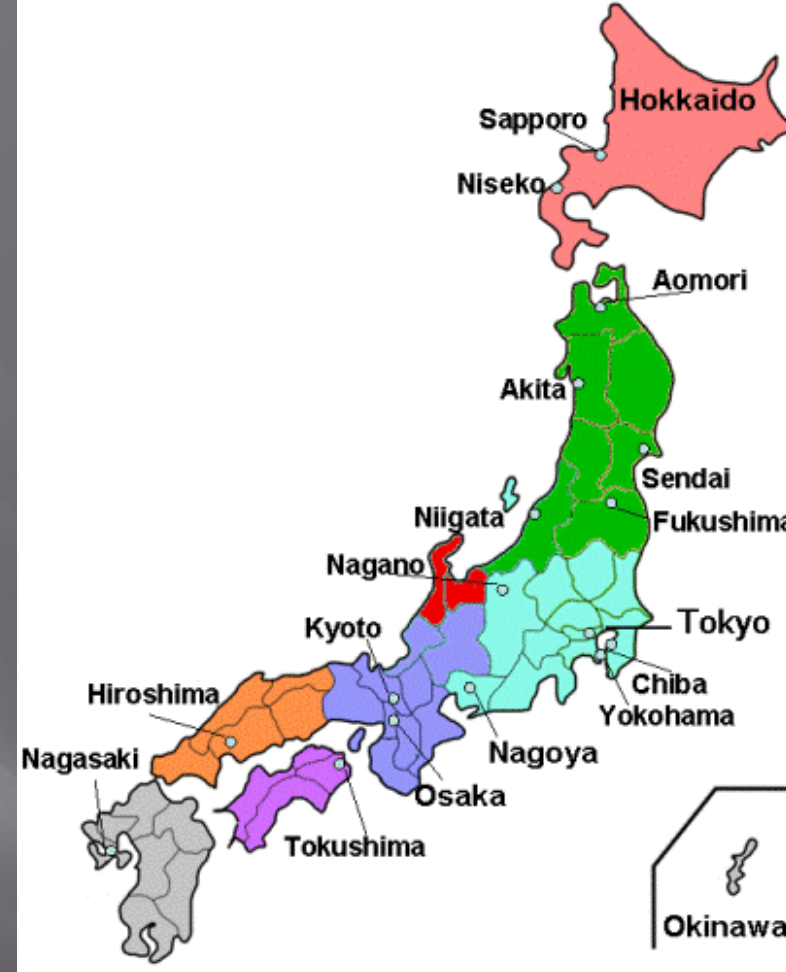 Hokkaido
Sapporo
Niseko
Aomori
Akita
Sendai
Niigata
Fukushima
Nagano
Tokyo
Kyoto
Chiba
Hiroshima
Yokohama
Nagasaki
Nagoya
Osaka
Tokushima
Okinawa